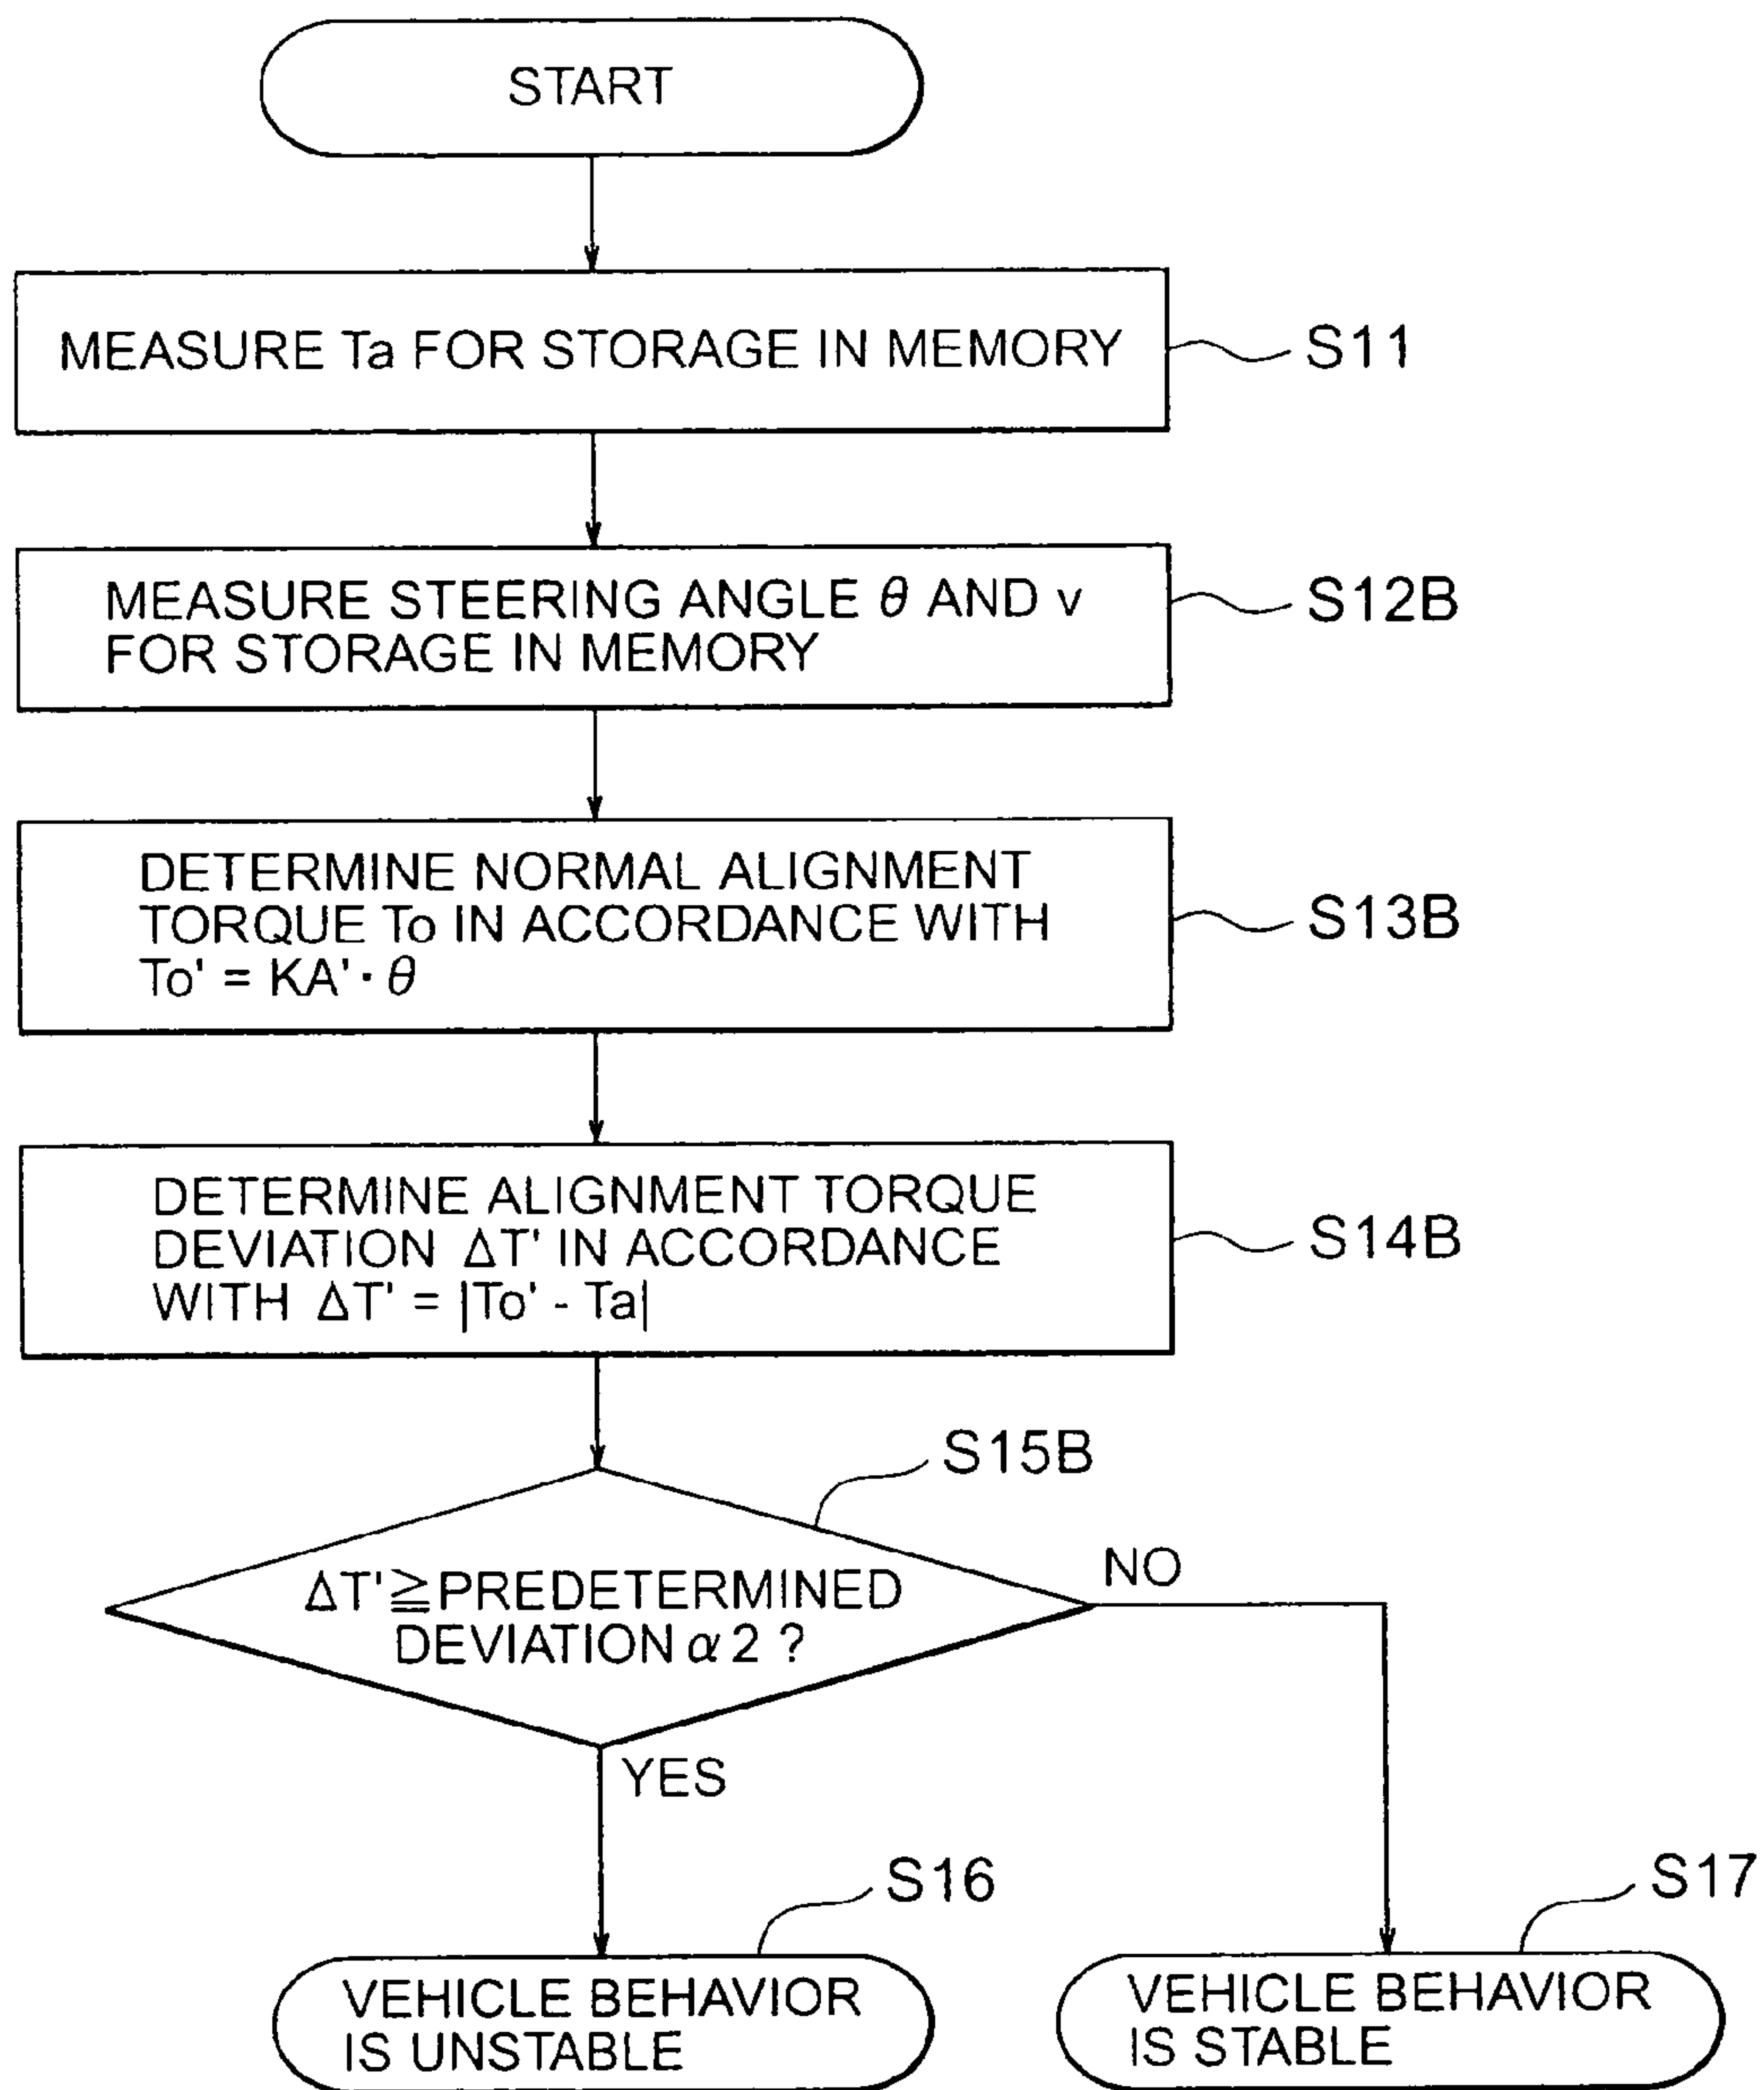 START
MEASURE Ta FOR STORAGE IN MEMORY
S11
MEASURE STEERING ANGLE θ AND v
FOR STORAGE IN MEMORY
S12B
DETERMINE NORMAL ALIGNMENT
TORQUE To IN ACCORDANCE WITH
To' = KA'・θ
S13B
DETERMINE ALIGNMENT TORQUE
DEVIATION ΔT' IN ACCORDANCE
WITH ΔT' = |To' - Ta|
S14B
S15B
ΔT'≧PREDETERMINED
DEVIATION α2 ?
NO
YES
S16
VEHICLE BEHAVIOR
IS UNSTABLE
S17
VEHICLE BEHAVIOR
IS STABLE